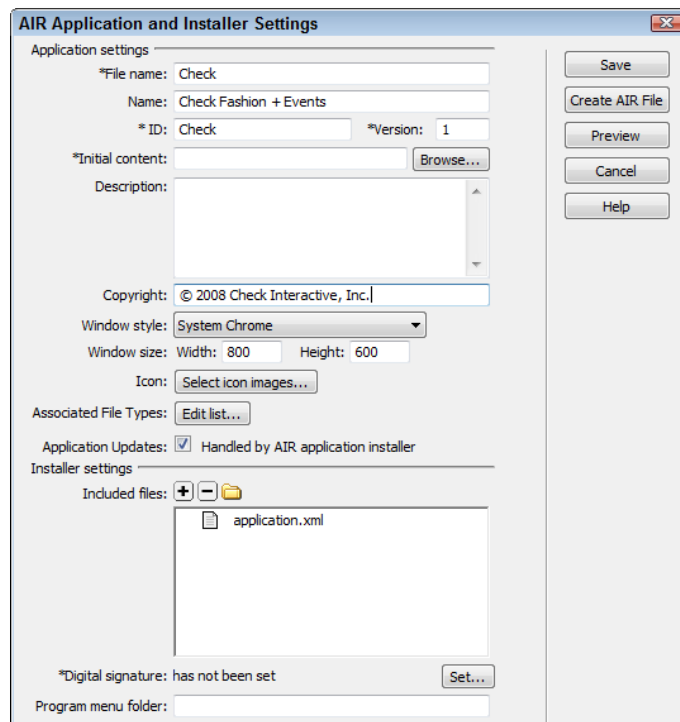 AIR Application and Installer Settings
Application settings
*File name: Check
Name: Check Fashion + Events
* ID: Check *Version: 1
*Initial content: Browse...
Description:
Copyright: © 2008 Check Interactive, Inc.
Window style: System Chrome
Window size: Width: 800 Height: 600
Icon: Select icon images...
Associated File Types: Edit list...
Application Updates: Handled by AIR application installer
Installer settings
Included files:
application.xml
*Digital signature: has not been set Set...
Program menu folder:
Save
Create AIR File
Preview
Cancel
Help